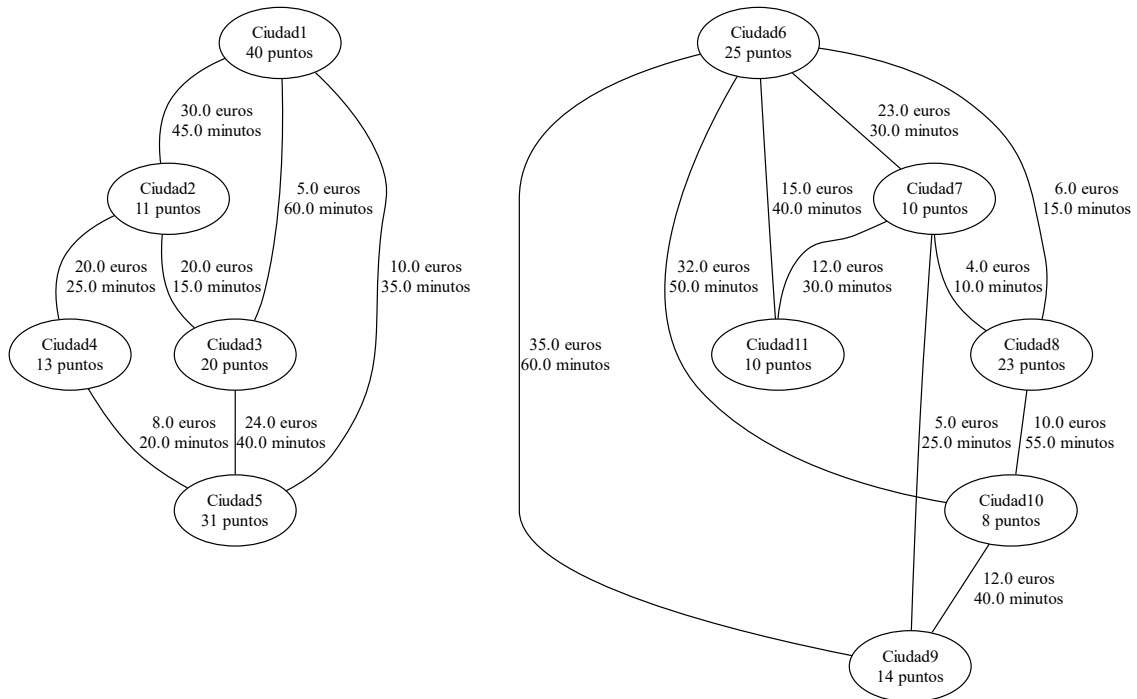 Ciudad1
40 puntos
Ciudad6
25 puntos
30.0 euros
45.0 minutos
23.0 euros
30.0 minutos
Ciudad2
11 puntos
5.0 euros
60.0 minutos
15.0 euros
40.0 minutos
Ciudad7
10 puntos
6.0 euros
15.0 minutos
20.0 euros
25.0 minutos
20.0 euros
15.0 minutos
10.0 euros
35.0 minutos
32.0 euros
50.0 minutos
12.0 euros
30.0 minutos
4.0 euros
10.0 minutos
Ciudad4
13 puntos
Ciudad3
20 puntos
35.0 euros
60.0 minutos
Ciudad11
10 puntos
Ciudad8
23 puntos
8.0 euros
20.0 minutos
24.0 euros
40.0 minutos
5.0 euros
25.0 minutos
10.0 euros
55.0 minutos
Ciudad5
31 puntos
Ciudad10
8 puntos
12.0 euros
40.0 minutos
Ciudad9
14 puntos